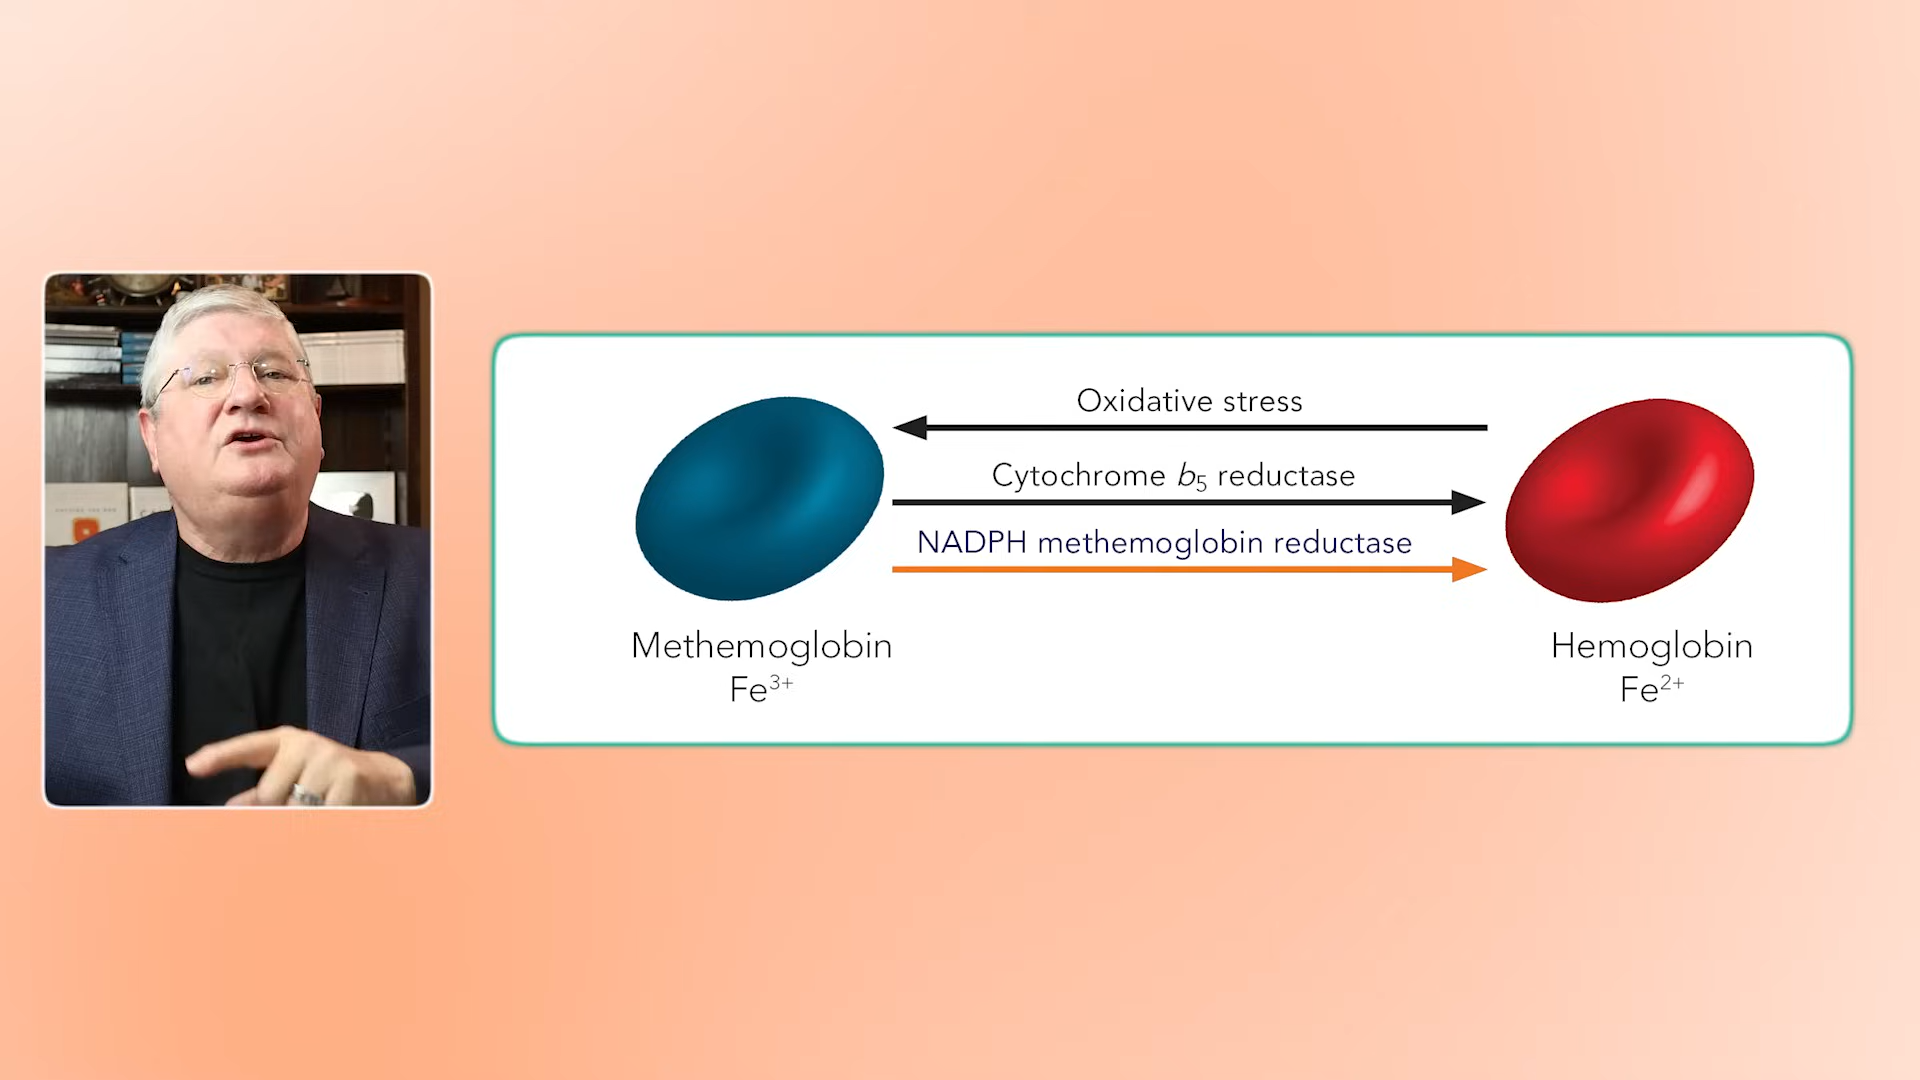 Oxidative stress
Cytochrome b₅ reductase
NADPH methemoglobin reductase
Methemoglobin
Fe³⁺
Hemoglobin
Fe²⁺